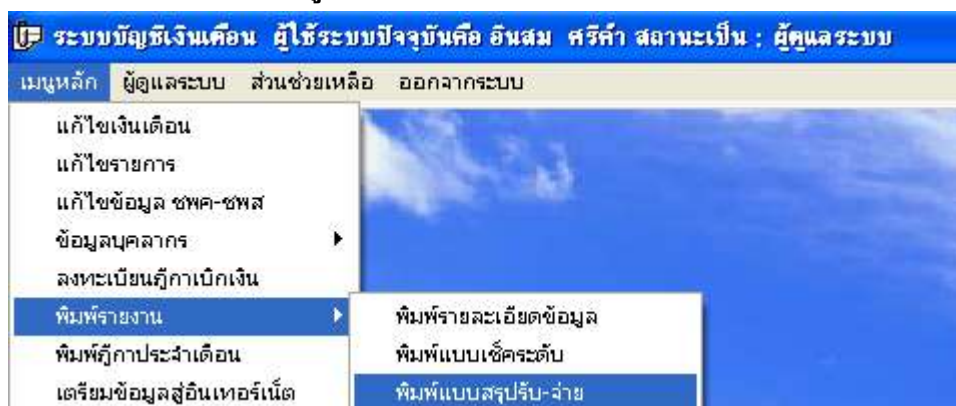 ระบบบัญชีเงินเดือน ผู้ใช้ระบบปัจจุบันคือ อินสม ศรีคำ สถานะเป็น : ผู้ดูแลระบบ
เมนูหลัก ผู้ดูแลระบบ ส่วนช่วยเหลือ ออกจากระบบ
แก้ไขเงินเดือน
แก้ไขรายการ
แก้ไขข้อมูล ชพค-ชพส
ข้อมูลบุคลากร
ลงทะเบียนฎีกาเบิกเงิน
พิมพ์รายงาน พิมพ์รายละเอียดข้อมูล
พิมพ์ฎีกาประจำเดือน พิมพ์แบบเช็คระดับ
เตรียมข้อมูลสู่อินเทอร์เน็ต พิมพ์แบบสรุปรับ-จ่าย